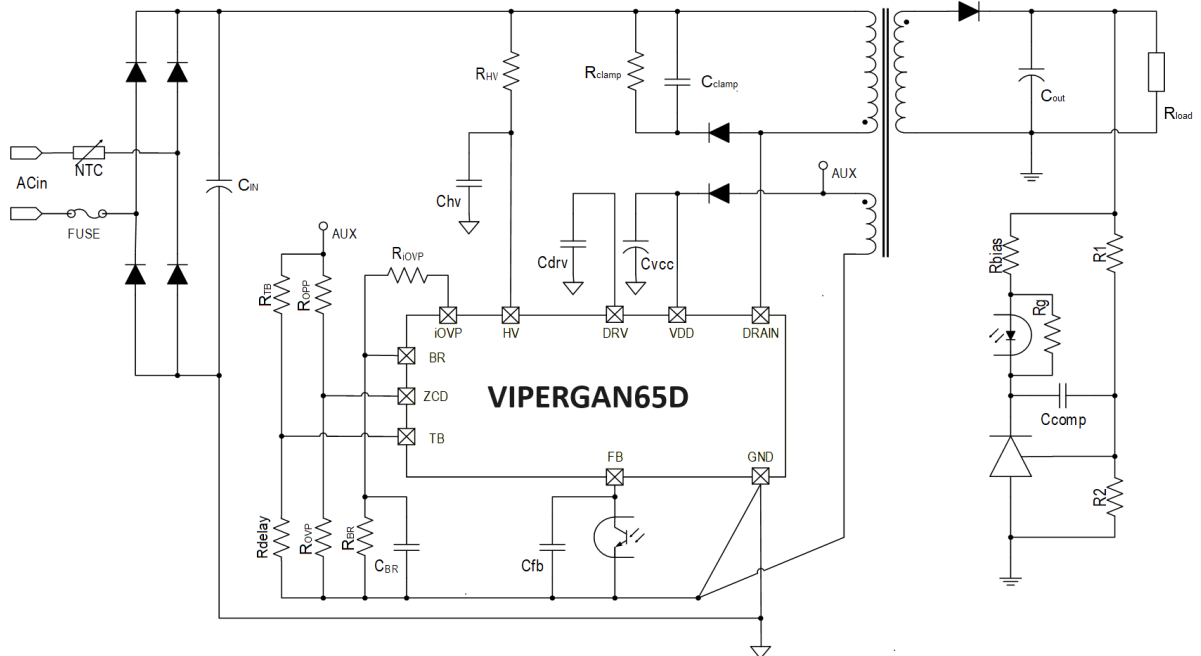 RHV
Rclamp
Cclamp
Cout
Rload
NTC
ACin
CIN
FUSE
Chv
AUX
AUX
RiOVP
Cdrv
Cvcc
Rbias
R1
RTB
ROPP
Rg
iOVP
HV
DRV
VDD
DRAIN
BR
ZCD
VIPERGAN65D
TB
Ccomp
FB
GND
R2
Rdelay
ROVP
RBR
CBR
Cfb